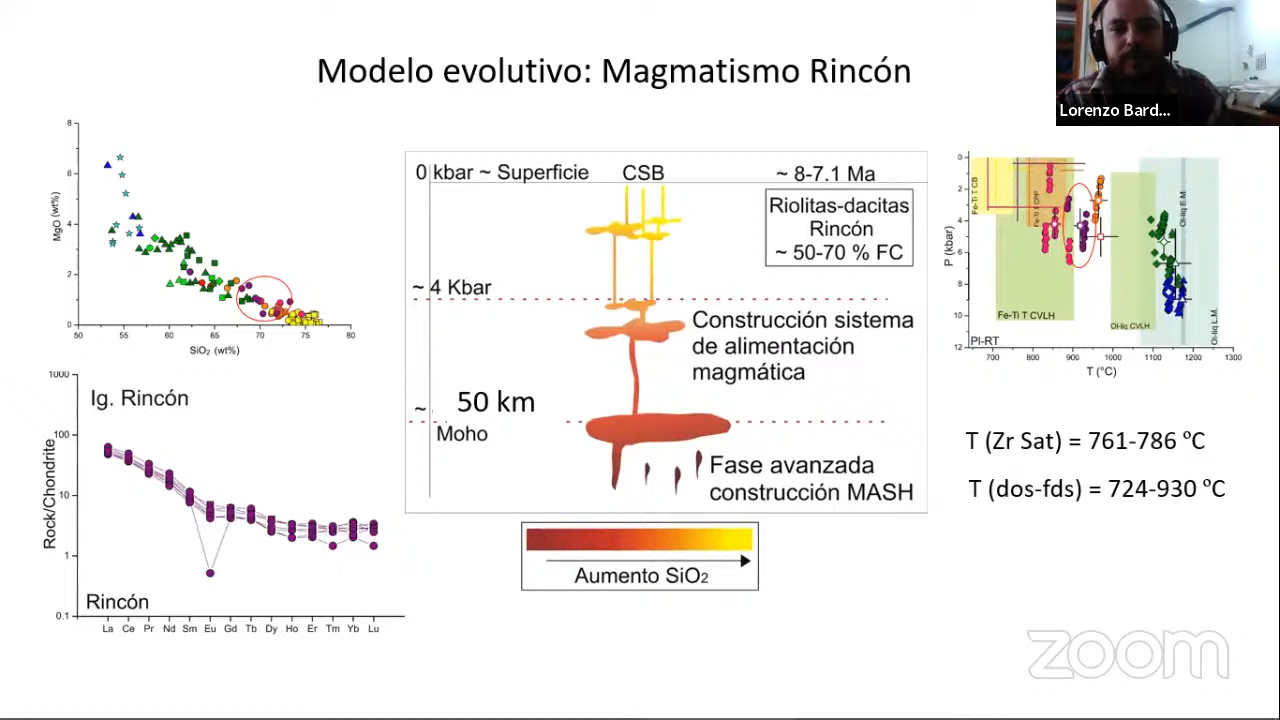 Modelo evolutivo: Magmatismo Rincón
Lorenzo Bard...
8
6
4
2
0
MgO (wt%)
50
55
60
65
70
75
80
SiO₂ (wt%)
1000
100
10
1
0.1
Rock/Chondrite
Ig. Rincón
Rincón
La
Ce
Pr
Nd
Sm
Eu
Gd
Tb
Dy
Ho
Er
Tm
Yb
Lu
0 kbar ~ Superficie
CSB
~ 8-7.1 Ma
Riolitas-dacitas
Rincón
~ 50-70 % FC
~ 4 Kbar
Construcción sistema
de alimentación
magmática
~
50 km
Moho
Fase avanzada
construcción MASH
Aumento SiO₂
0
2
4
6
8
10
12
P (kbar)
Fe-Ti T CB
Fe-Ti T CPP
Ol-liq E.M.
Fe-Ti T CVLH
Ol-liq CVLH
Ol-liq L.M.
Pl-RT
700
800
900
1000
1100
1200
1300
T (°C)
T (Zr Sat) = 761-786 ºC
T (dos-fds) = 724-930 ºC
zoom